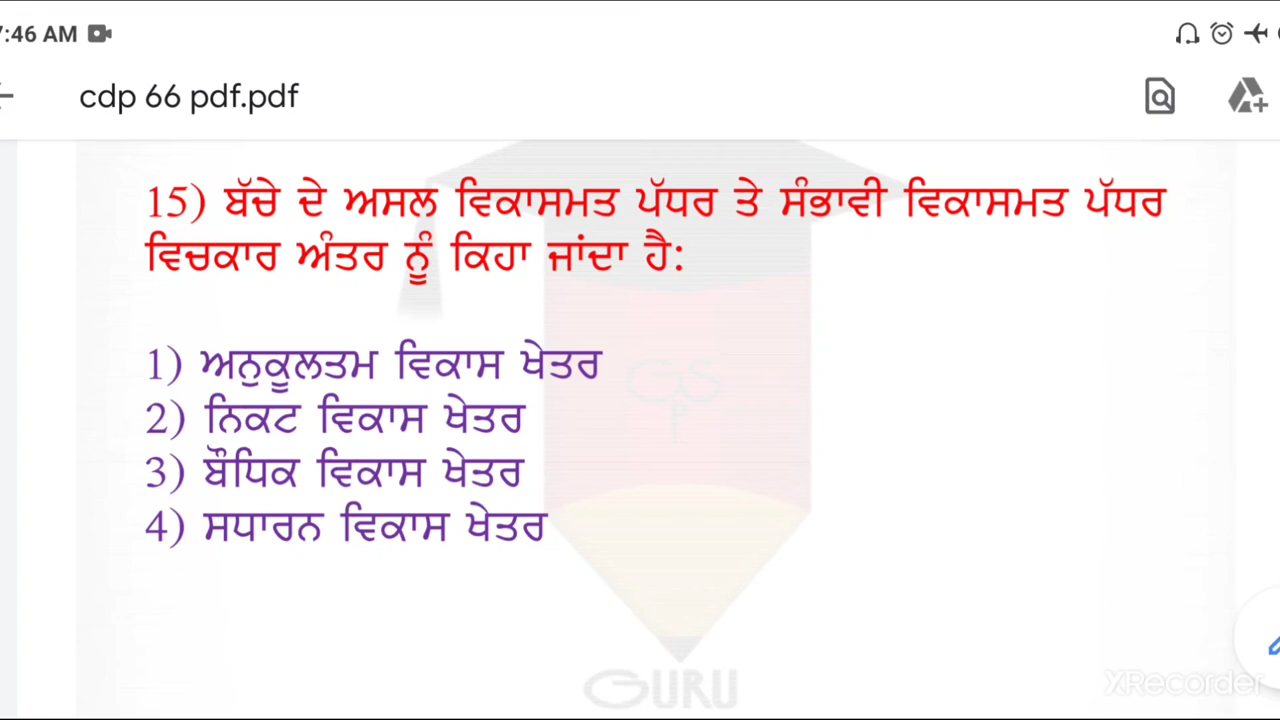 7:46 AM
cdp 66 pdf.pdf
15) ਬੱਚੇ ਦੇ ਅਸਲ ਵਿਕਾਸਮਤ ਪੱਧਰ ਤੇ ਸੰਭਾਵੀ ਵਿਕਾਸਮਤ ਪੱਧਰ
ਵਿਚਕਾਰ ਅੰਤਰ ਨੂੰ ਕਿਹਾ ਜਾਂਦਾ ਹੈ:
1) ਅਨੁਕੂਲਤਮ ਵਿਕਾਸ ਖੇਤਰ
2) ਨਿਕਟ ਵਿਕਾਸ ਖੇਤਰ
3) ਬੌਧਿਕ ਵਿਕਾਸ ਖੇਤਰ
4) ਸਧਾਰਨ ਵਿਕਾਸ ਖੇਤਰ
GSP
GURU
XRecorder